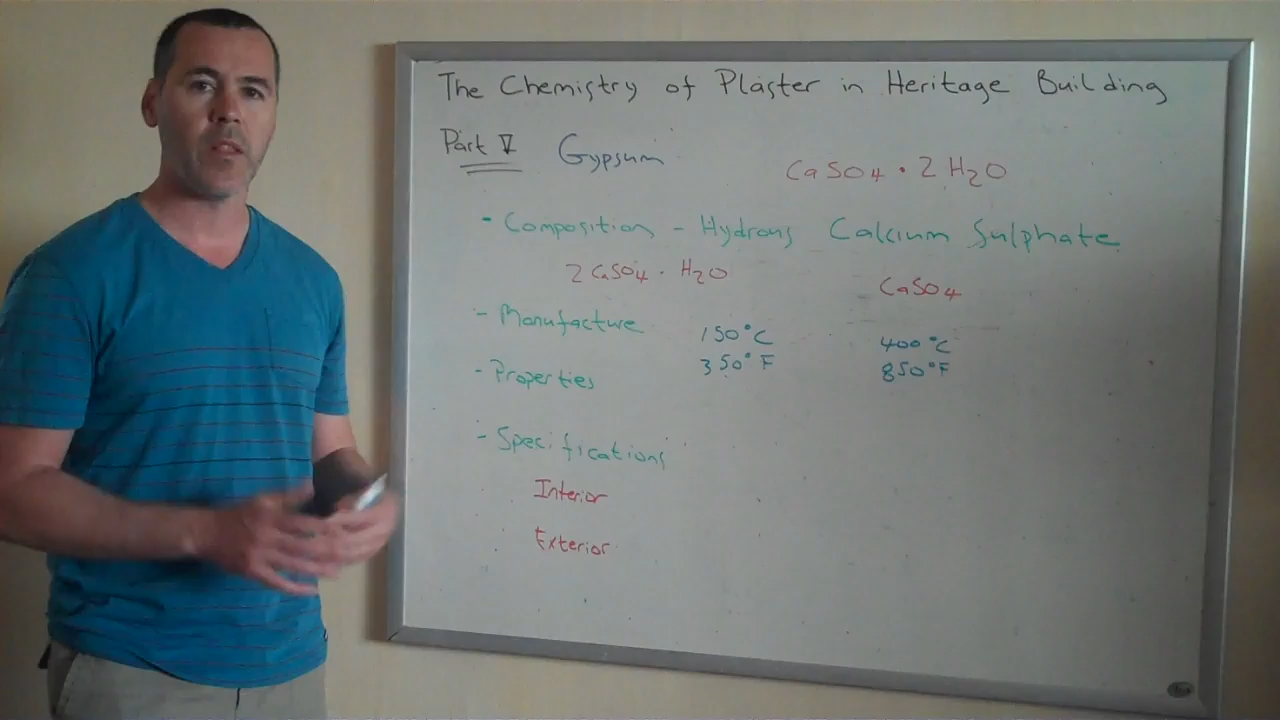 The Chemistry of Plaster in Heritage Building
Part V Gypsum
CaSO4 · 2 H2O
- Composition - Hydrous Calcium Sulphate
2 CaSO4 · H2O CaSO4
- Manufacture 150°C 400°C
350°F 850°F
- Properties
- Specifications
Interior
Exterior